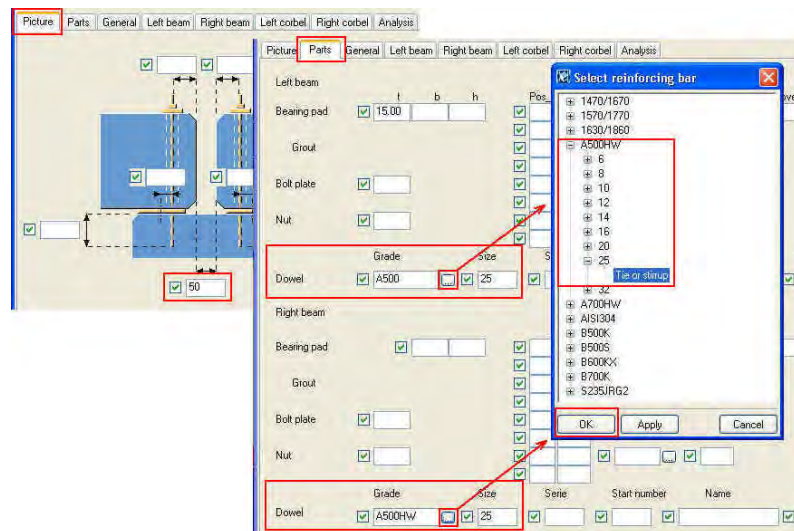 Picture Parts General Left beam Right beam Left corbel Right corbel Analysis
50
Picture Parts General Left beam Right beam Left corbel Right corbel Analysis
Left beam
t b h
Bearing pad 15.00
Grout
Bolt plate
Nut
Grade Size
Dowel A500 25
Right beam
Bearing pad
Grout
Bolt plate
Nut
Grade Size Serie Start number Name
Dowel A500HW 25
Select reinforcing bar
1470/1670
1570/1770
1630/1860
A500HW
6
8
10
12
14
16
20
25
Tie or stirrup
32
A700HW
AISI304
B500K
B500S
B600KX
B700K
S235JRG2
OK Apply Cancel